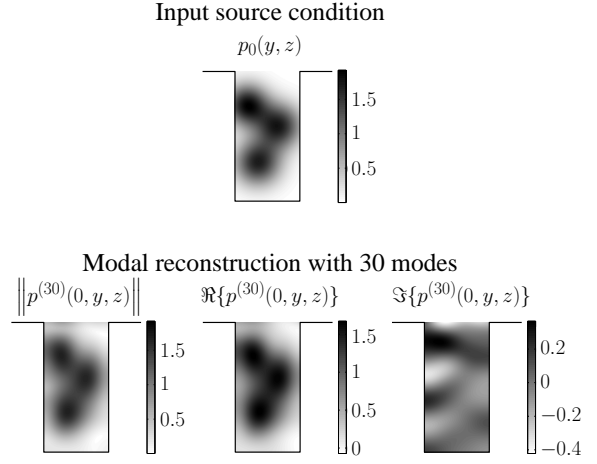 Input source condition
p₀(y, z)
1.5
1
0.5
Modal reconstruction with 30 modes
‖p⁽³⁰⁾(0, y, z)‖
ℜ{p⁽³⁰⁾(0, y, z)}
ℑ{p⁽³⁰⁾(0, y, z)}
1.5
1
0.5
1.5
1
0.5
0
0.2
0
−0.2
−0.4